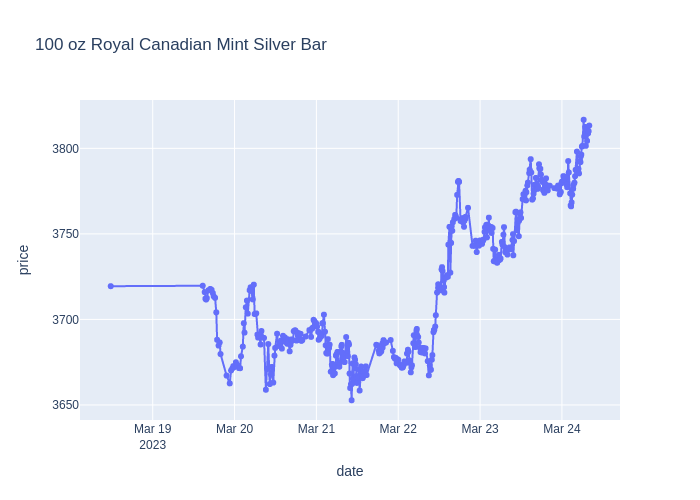 100 oz Royal Canadian Mint Silver Bar
price
3800
3750
3700
3650
Mar 19 Mar 20 Mar 21 Mar 22 Mar 23 Mar 24
2023
date